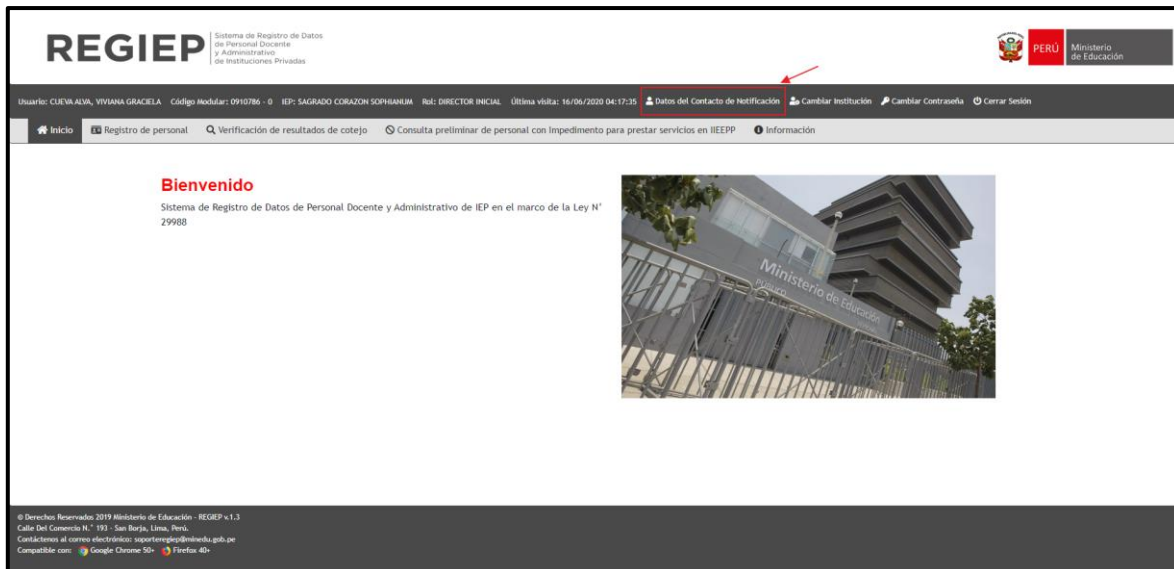 REGIEP
Sistema de Registro de Datos
de Personal Docente
y Administrativo
de Instituciones Privadas
PERÚ
Ministerio
de Educación
Usuario: CUEVA ALVA, VIVIANA GRACIELA Código Modular: 0910786 - 0 IEP: SAGRADO CORAZON SOPHIANUM Rol: DIRECTOR INICIAL Última visita: 16/06/2020 04:17:35 Datos del Contacto de Notificación Cambiar Institución Cambiar Contraseña Cerrar Sesión
Inicio Registro de personal Verificación de resultados de cotejo Consulta preliminar de personal con Impedimento para prestar servicios en IIEEPP Información
Bienvenido
Sistema de Registro de Datos de Personal Docente y Administrativo de IEP en el marco de la Ley N°
29988
Ministerio de Educación
© Derechos Reservados 2019 Ministerio de Educación - REGIEP v.1.3
Calle Del Comercio N.° 193 - San Borja, Lima, Perú.
Contáctenos al correo electrónico: soporteregiep@minedu.gob.pe
Compatible con: Google Chrome 50+ Firefox 40+